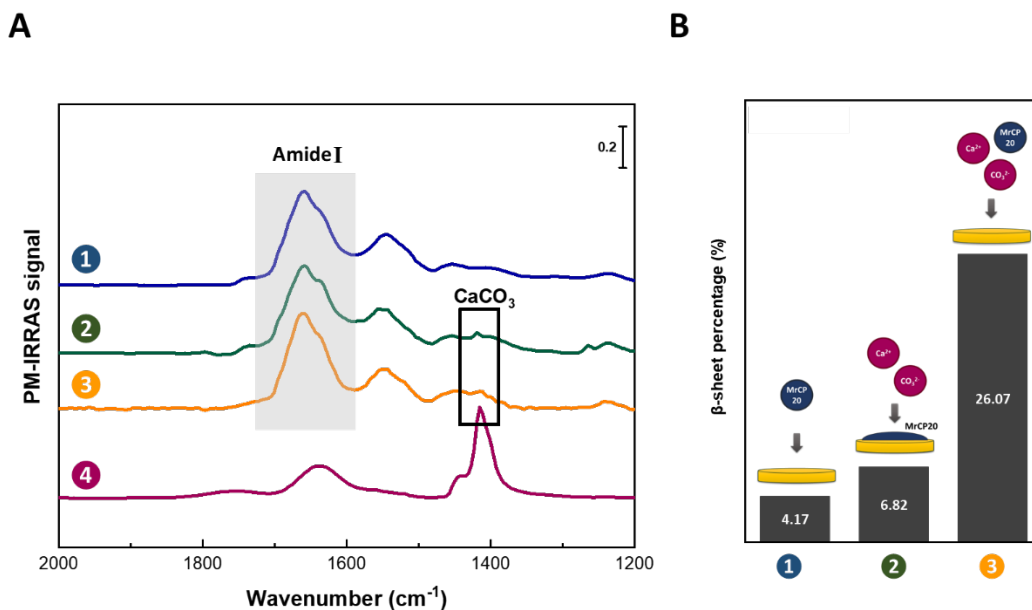 A
B
0.2
Amide I
1
2
3
4
CaCO₃
PM-IRRAS signal
2000
1800
1600
1400
1200
Wavenumber (cm⁻¹)
β-sheet percentage (%)
MrCP
20
Ca²⁺
CO₃²⁻
MrCP
20
Ca²⁺
CO₃²⁻
MrCP20
4.17
6.82
26.07
1
2
3